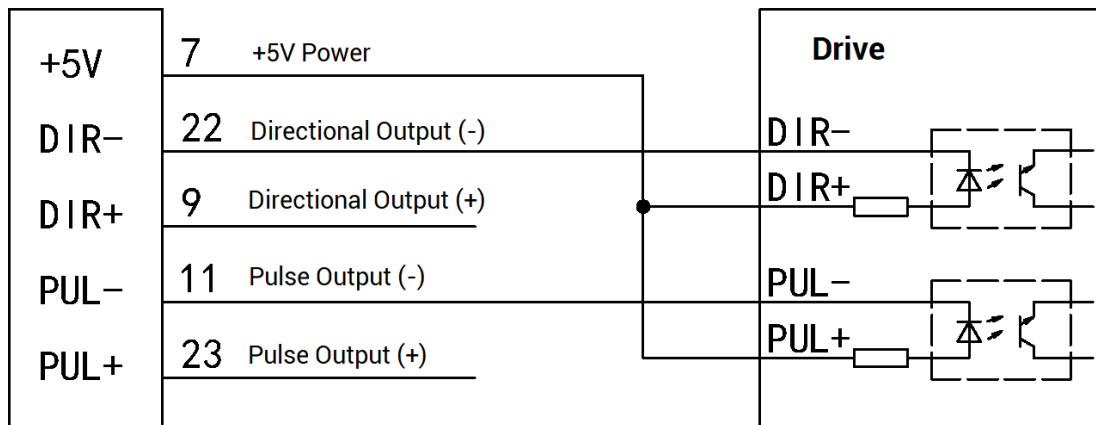 +5V 7 +5V Power
Drive
DIR- 22 Directional Output (-) DIR-
DIR+ 9 Directional Output (+) DIR+
PUL- 11 Pulse Output (-) PUL-
PUL+ 23 Pulse Output (+) PUL+